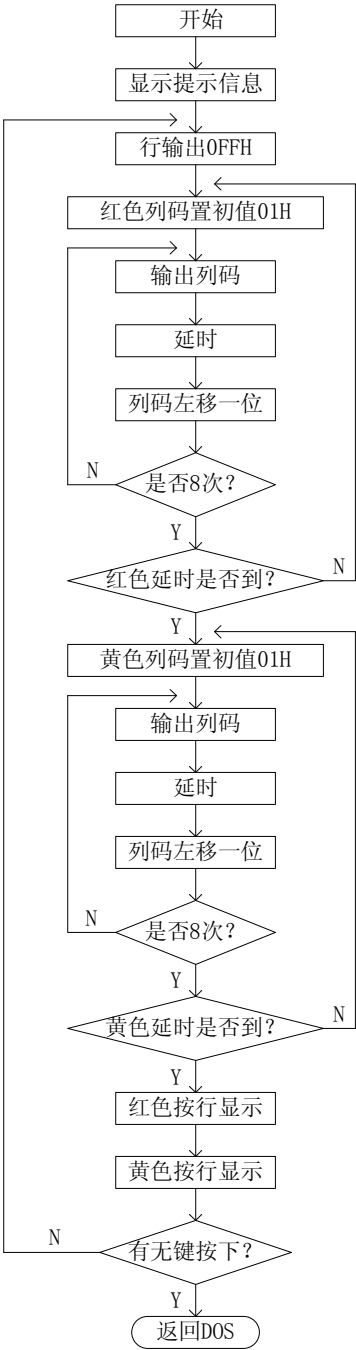 开始
显示提示信息
行输出0FFH
红色列码置初值01H
输出列码
延时
列码左移一位
N
是否8次?
Y
红色延时是否到?
N
Y
黄色列码置初值01H
输出列码
延时
列码左移一位
N
是否8次?
Y
黄色延时是否到?
N
Y
红色按行显示
黄色按行显示
N
有无键按下?
Y
返回DOS